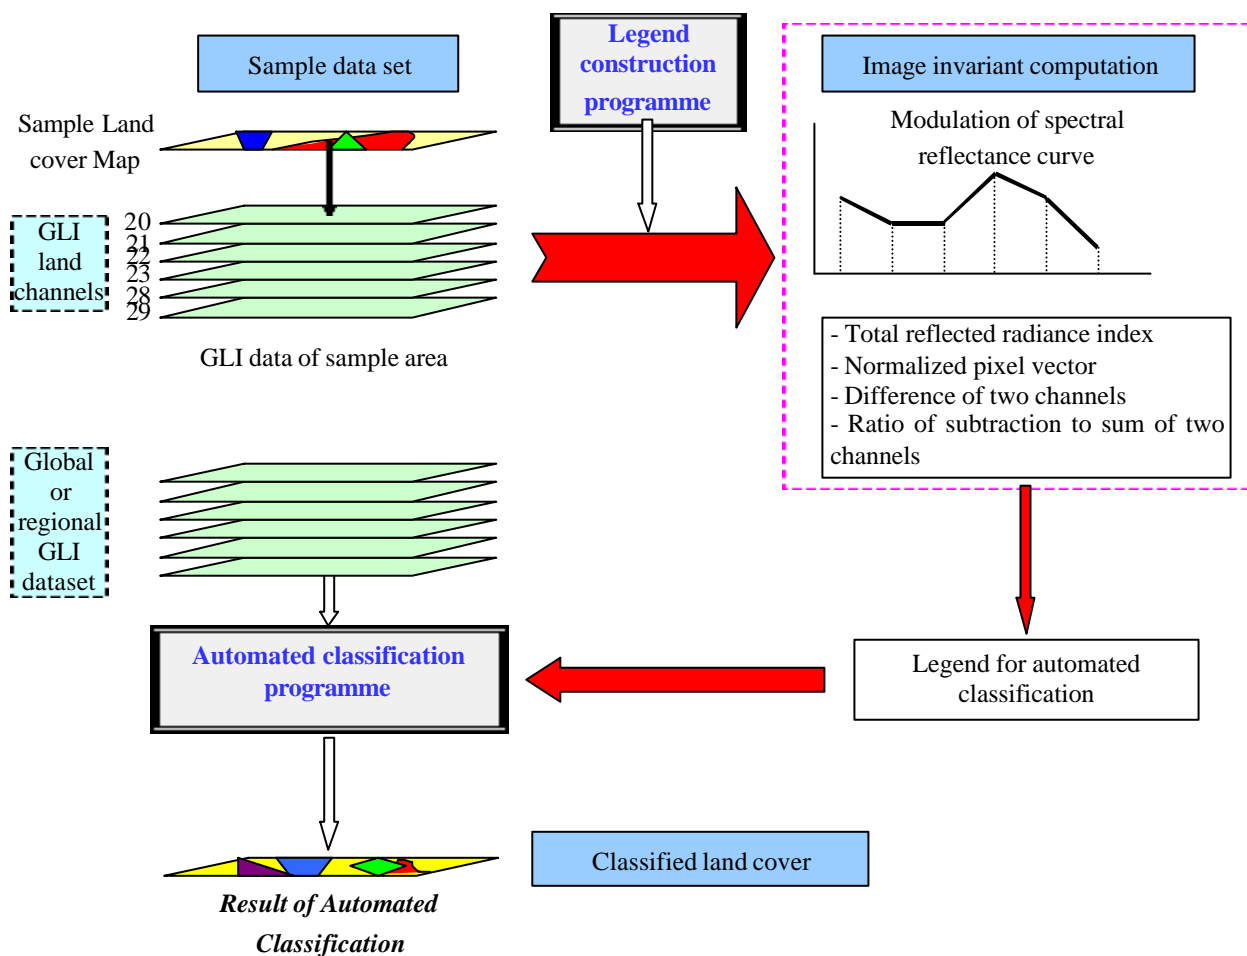 Sample data set
Legend
construction
programme
Image invariant computation
Sample Land
cover Map
Modulation of spectral
reflectance curve
GLI
land
channels
20
21
22
23
28
29
GLI data of sample area
- Total reflected radiance index
- Normalized pixel vector
- Difference of two channels
- Ratio of subtraction to sum of two
channels
Global
or
regional
GLI
dataset
Automated classification
programme
Legend for automated
classification
Classified land cover
Result of Automated
Classification